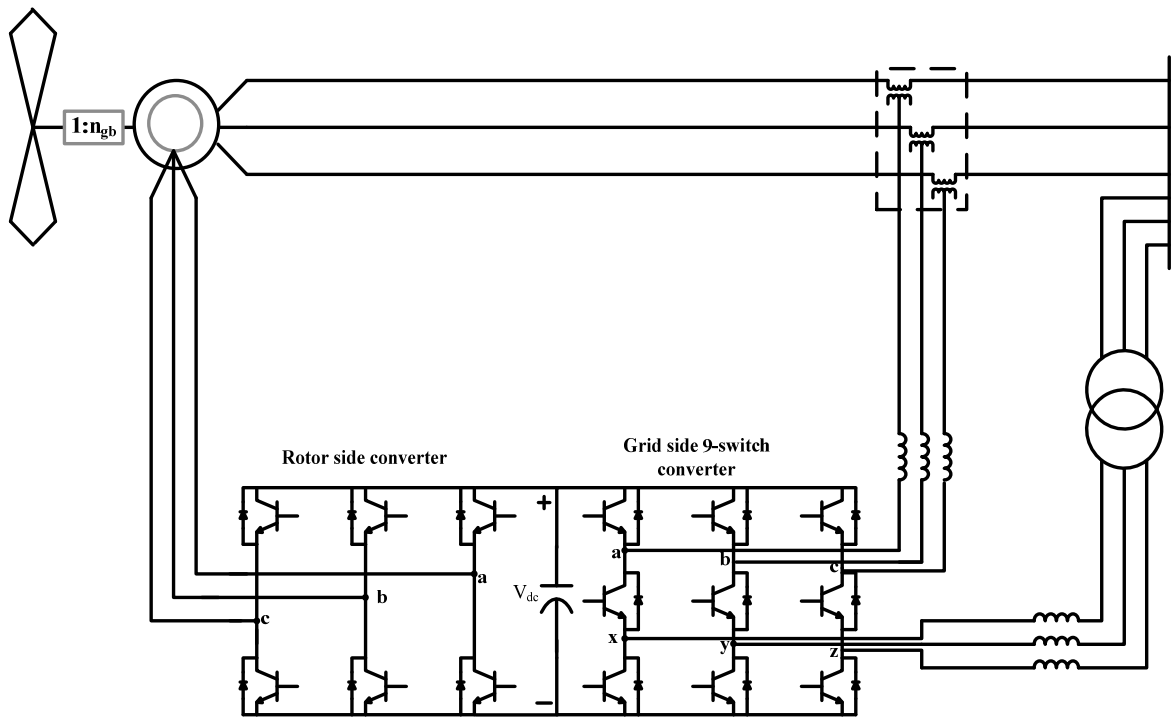 1:ngb
Rotor side converter
Grid side 9-switch
converter
+
a
b
c
a
b
c
Vdc
x
y
z
−